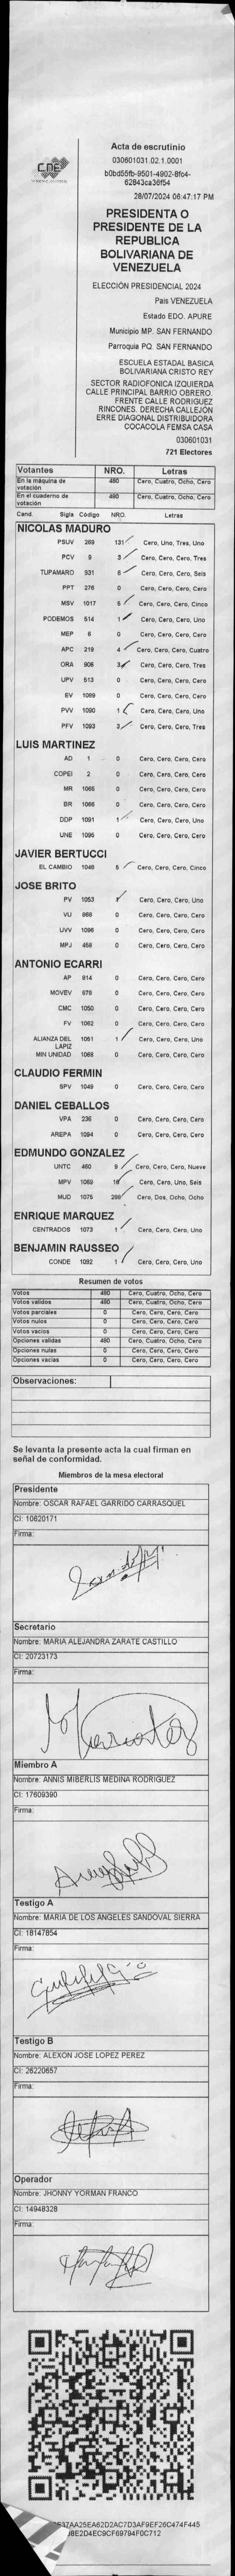 CNE
Acta de escrutinio
030601031.02.1.0001
b0bd55fb-9501-4902-8fc4-
62843ca36f54
28/07/2024 06:47:17 PM
PRESIDENTA O
PRESIDENTE DE LA
REPUBLICA
BOLIVARIANA DE
VENEZUELA
ELECCIÓN PRESIDENCIAL 2024
País VENEZUELA
Estado EDO. APURE
Municipio MP. SAN FERNANDO
Parroquia PQ. SAN FERNANDO
ESCUELA ESTADAL BASICA
BOLIVARIANA CRISTO REY
SECTOR RADIOFONICA IZQUIERDA
CALLE PRINCIPAL BARRIO OBRERO
FRENTE CALLE RODRIGUEZ
RINCONES. DERECHA CALLEJÓN
ERRE DIAGONAL DISTRIBUIDORA
COCACOLA FEMSA CASA
030601031
721 Electores
Votantes NRO. Letras
En la máquina de votación 480 Cero, Cuatro, Ocho, Cero
En el cuaderno de votación 480 Cero, Cuatro, Ocho, Cero
Cand. Sigla Código NRO. Letras
NICOLAS MADURO
PSUV 269 131 Cero, Uno, Tres, Uno
PCV 9 3 Cero, Cero, Cero, Tres
TUPAMARO 931 6 Cero, Cero, Cero, Seis
PPT 276 0 Cero, Cero, Cero, Cero
MSV 1017 5 Cero, Cero, Cero, Cinco
PODEMOS 514 1 Cero, Cero, Cero, Uno
MEP 6 0 Cero, Cero, Cero, Cero
APC 219 4 Cero, Cero, Cero, Cuatro
ORA 906 3 Cero, Cero, Cero, Tres
UPV 513 0 Cero, Cero, Cero, Cero
EV 1089 0 Cero, Cero, Cero, Cero
PVV 1090 1 Cero, Cero, Cero, Uno
PFV 1093 3 Cero, Cero, Cero, Tres
LUIS MARTINEZ
AD 1 0 Cero, Cero, Cero, Cero
COPEI 2 0 Cero, Cero, Cero, Cero
MR 1065 0 Cero, Cero, Cero, Cero
BR 1066 0 Cero, Cero, Cero, Cero
DDP 1091 1 Cero, Cero, Cero, Uno
UNE 1095 0 Cero, Cero, Cero, Cero
JAVIER BERTUCCI
EL CAMBIO 1046 5 Cero, Cero, Cero, Cinco
JOSE BRITO
PV 1053 1 Cero, Cero, Cero, Uno
VU 868 0 Cero, Cero, Cero, Cero
UVV 1096 0 Cero, Cero, Cero, Cero
MPJ 458 0 Cero, Cero, Cero, Cero
ANTONIO ECARRI
AP 814 0 Cero, Cero, Cero, Cero
MOVEV 679 0 Cero, Cero, Cero, Cero
CMC 1050 0 Cero, Cero, Cero, Cero
FV 1062 0 Cero, Cero, Cero, Cero
ALIANZA DEL LAPIZ 1061 1 Cero, Cero, Cero, Uno
MIN UNIDAD 1068 0 Cero, Cero, Cero, Cero
CLAUDIO FERMIN
SPV 1049 0 Cero, Cero, Cero, Cero
DANIEL CEBALLOS
VPA 236 0 Cero, Cero, Cero, Cero
AREPA 1094 0 Cero, Cero, Cero, Cero
EDMUNDO GONZALEZ
UNTC 460 9 Cero, Cero, Cero, Nueve
MPV 1069 16 Cero, Cero, Uno, Seis
MUD 1075 288 Cero, Dos, Ocho, Ocho
ENRIQUE MARQUEZ
CENTRADOS 1073 1 Cero, Cero, Cero, Uno
BENJAMIN RAUSSEO
CONDE 1092 1 Cero, Cero, Cero, Uno
Resumen de votos
Votos 480 Cero, Cuatro, Ocho, Cero
Votos validos 480 Cero, Cuatro, Ocho, Cero
Votos parciales 0 Cero, Cero, Cero, Cero
Votos nulos 0 Cero, Cero, Cero, Cero
Votos vacios 0 Cero, Cero, Cero, Cero
Opciones validas 480 Cero, Cuatro, Ocho, Cero
Opciones nulas 0 Cero, Cero, Cero, Cero
Opciones vacias 0 Cero, Cero, Cero, Cero
Observaciones:
Se levanta la presente acta la cual firman en
señal de conformidad.
Miembros de la mesa electoral
Presidente
Nombre: OSCAR RAFAEL GARRIDO CARRASQUEL
CI: 10620171
Firma:
Secretario
Nombre: MARIA ALEJANDRA ZARATE CASTILLO
CI: 20723173
Firma:
Miembro A
Nombre: ANNIS MIBERLIS MEDINA RODRIGUEZ
CI: 17609390
Firma:
Testigo A
Nombre: MARIA DE LOS ANGELES SANDOVAL SIERRA
CI: 18147854
Firma:
Testigo B
Nombre: ALEXON JOSE LOPEZ PEREZ
CI: 26220657
Firma:
Operador
Nombre: JHONNY YORMAN FRANCO
CI: 14948328
Firma: